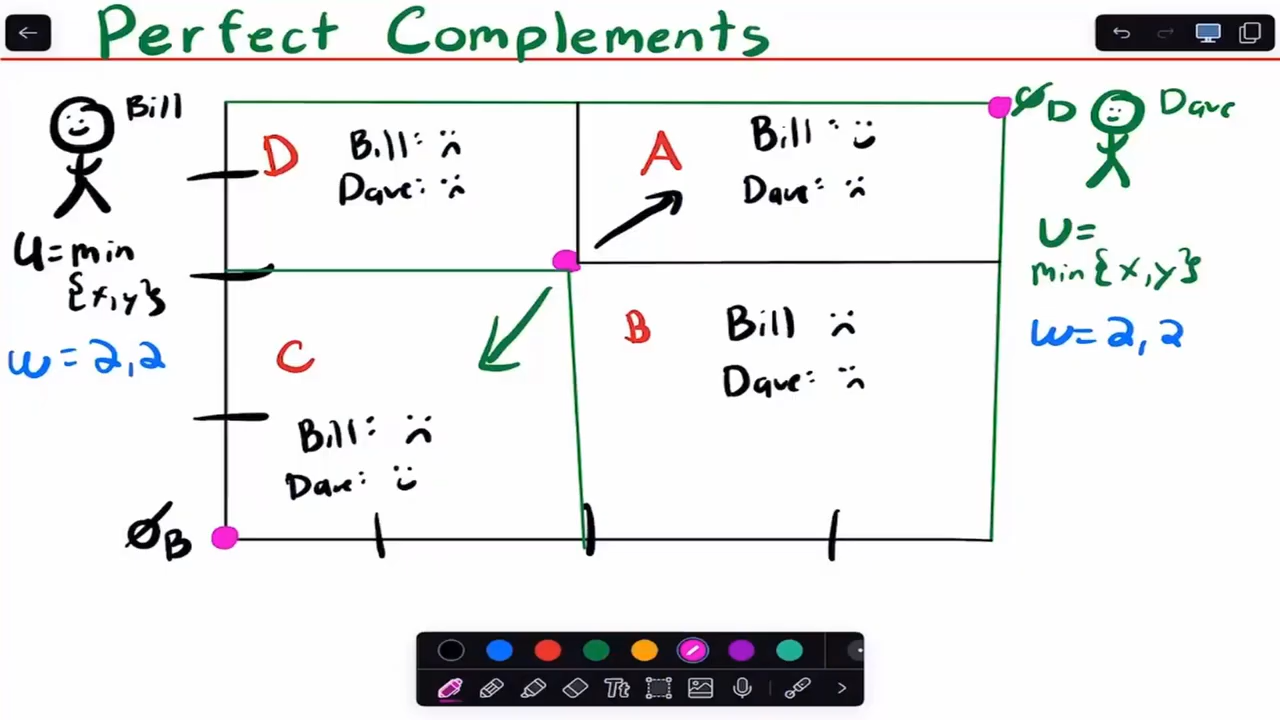 Perfect Complements
Bill
U=min
{x,y}
w=2,2
D
Bill: ☹
Dave: ☹
A
Bill: ☺
Dave: ☹
ØD
Dave
U=
min{x,y}
w=2,2
C
Bill: ☹
Dave: ☺
B
Bill ☹
Dave: ☹
ØB
Tt